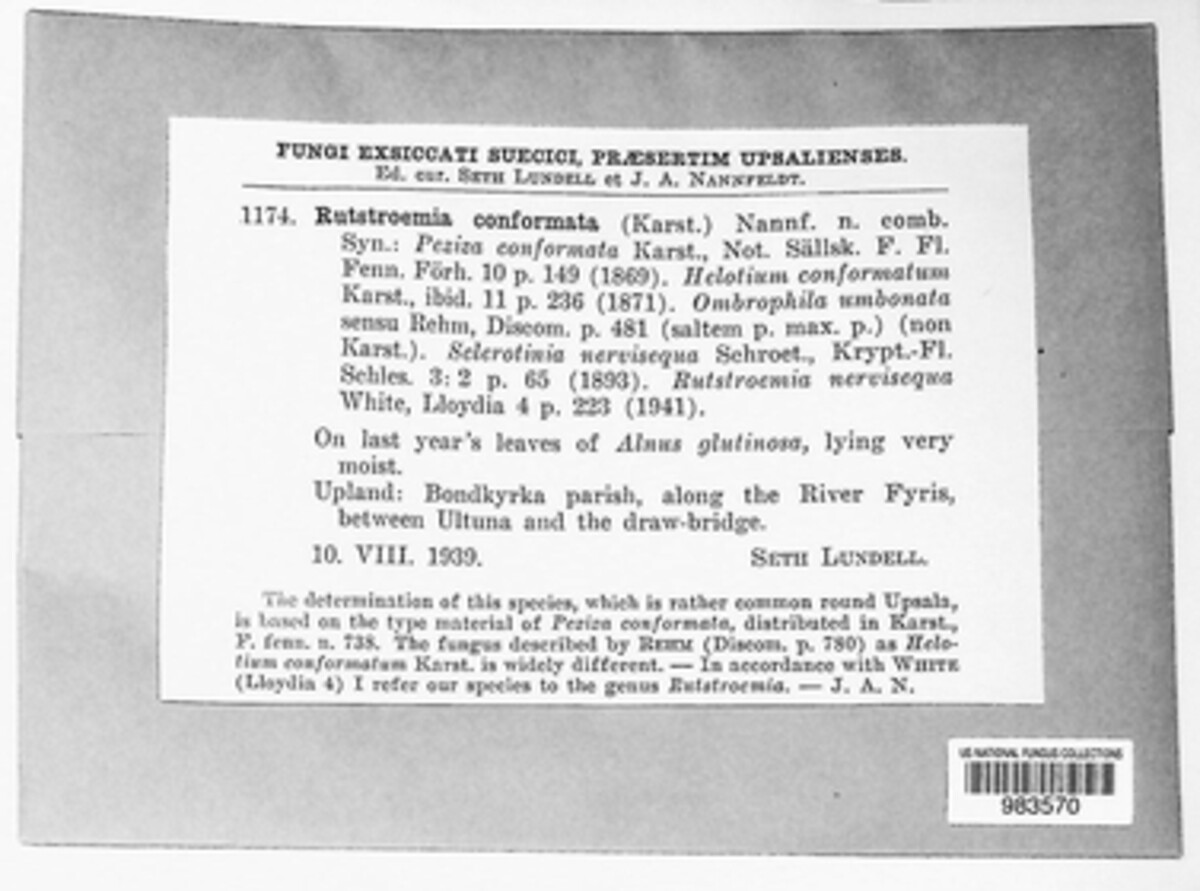 FUNGI EXSICCATI SUECICI, PRÆSERTIM UPSALIENSES.
Ed. cur. SETH LUNDELL et J. A. NANNFELDT.
1174. Rutstroemia conformata (Karst.) Nannf. n. comb.
Syn.: Peziza conformata Karst., Not. Sällsk. F. Fl.
Fenn. Förh. 10 p. 149 (1869). Helotium conformatum
Karst., ibid. 11 p. 236 (1871). Ombrophila umbonata
sensu Rehm, Discom. p. 481 (saltem p. max. p.) (non
Karst.). Sclerotinia nervisequa Schroet., Krypt.-Fl.
Schles. 3: 2 p. 65 (1893). Rutstroemia nervisequa
White, Lloydia 4 p. 223 (1941).
On last year's leaves of Alnus glutinosa, lying very
moist.
Upland: Bondkyrka parish, along the River Fyris,
between Ultuna and the draw-bridge.
10. VIII. 1939. SETH LUNDELL.
The determination of this species, which is rather common round Upsala,
is based on the type material of Peziza conformata, distributed in Karst.,
F. fenn. n. 738. The fungus described by REHM (Discom. p. 780) as Helo-
tium conformatum Karst. is widely different. — In accordance with WHITE
(Lloydia 4) I refer our species to the genus Rutstroemia. — J. A. N.
US NATIONAL FUNGUS COLLECTIONS
983570